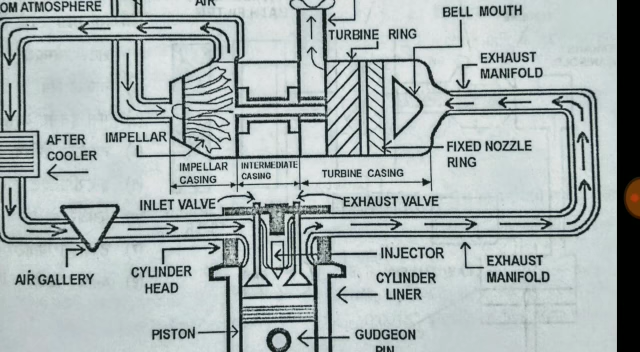 OM ATMOSPHERE
AIR
BELL MOUTH
TURBINE RING
EXHAUST
MANIFOLD
AFTER
COOLER
IMPELLAR
IMPELLAR
CASING
INTERMEDIATE
CASING
TURBINE CASING
FIXED NOZZLE
RING
INLET VALVE
EXHAUST VALVE
AIR GALLERY
CYLINDER
HEAD
INJECTOR
CYLINDER
LINER
EXHAUST
MANIFOLD
PISTON
GUDGEON
PIN